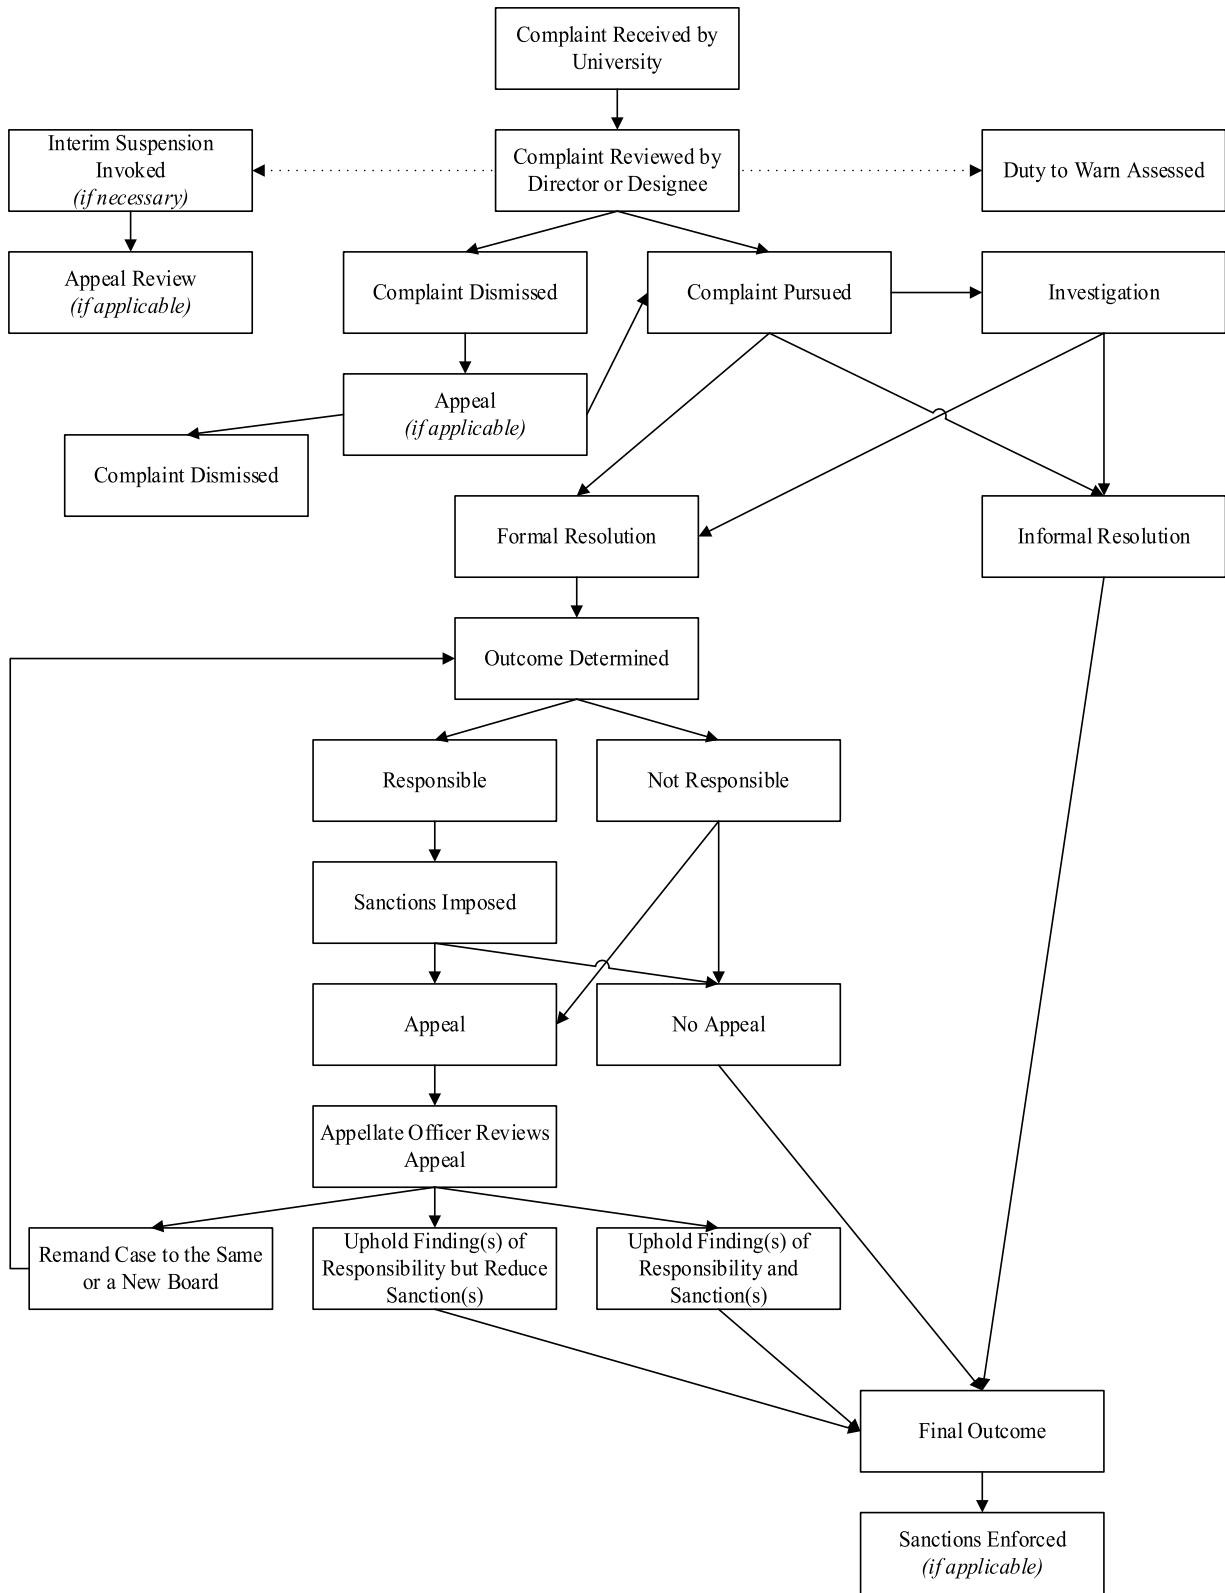 Complaint Received by
University
Interim Suspension
Invoked
(if necessary)
Complaint Reviewed by
Director or Designee
Duty to Warn Assessed
Appeal Review
(if applicable)
Complaint Dismissed
Complaint Pursued
Investigation
Appeal
(if applicable)
Complaint Dismissed
Formal Resolution
Informal Resolution
Outcome Determined
Responsible
Not Responsible
Sanctions Imposed
Appeal
No Appeal
Appellate Officer Reviews
Appeal
Remand Case to the Same
or a New Board
Uphold Finding(s) of
Responsibility but Reduce
Sanction(s)
Uphold Finding(s) of
Responsibility and
Sanction(s)
Final Outcome
Sanctions Enforced
(if applicable)